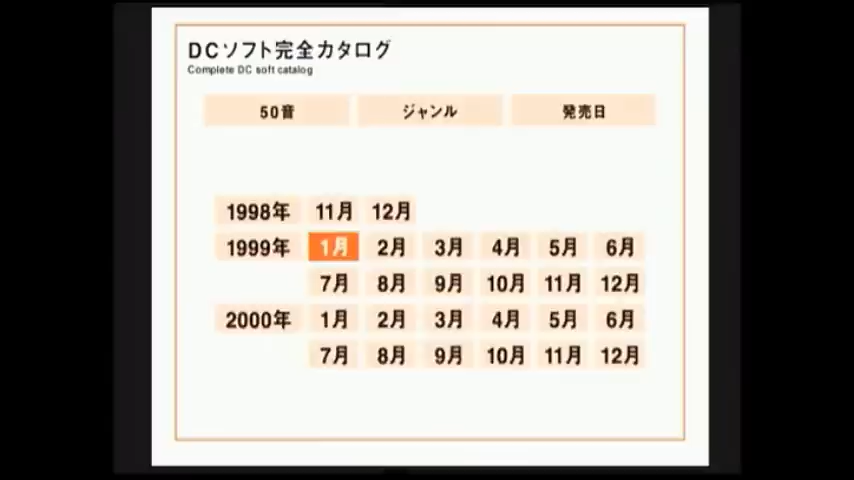 DCソフト完全カタログ
Complete DC soft catalog
50音 ジャンル 発売日
1998年 11月 12月
1999年 1月 2月 3月 4月 5月 6月
7月 8月 9月 10月 11月 12月
2000年 1月 2月 3月 4月 5月 6月
7月 8月 9月 10月 11月 12月